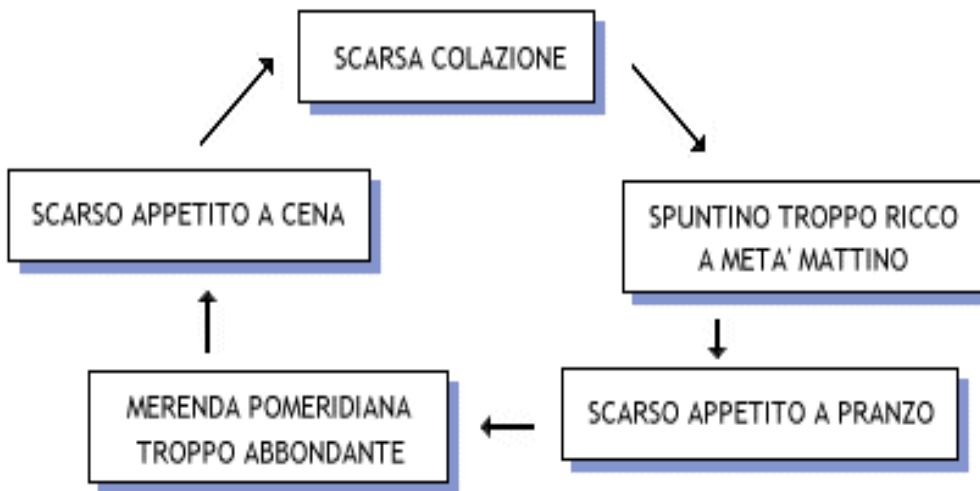 SCARSA COLAZIONE
SPUNTINO TROPPO RICCO
A META' MATTINO
SCARSO APPETITO A PRANZO
MERENDA POMERIDIANA
TROPPO ABBONDANTE
SCARSO APPETITO A CENA